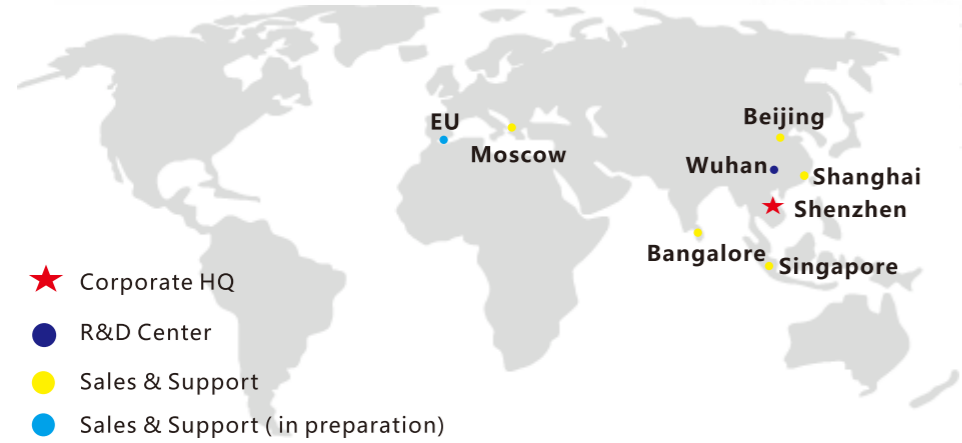 EU
Moscow
Beijing
Wuhan
Shanghai
Shenzhen
Bangalore
Singapore
Corporate HQ
R&D Center
Sales & Support
Sales & Support ( in preparation)